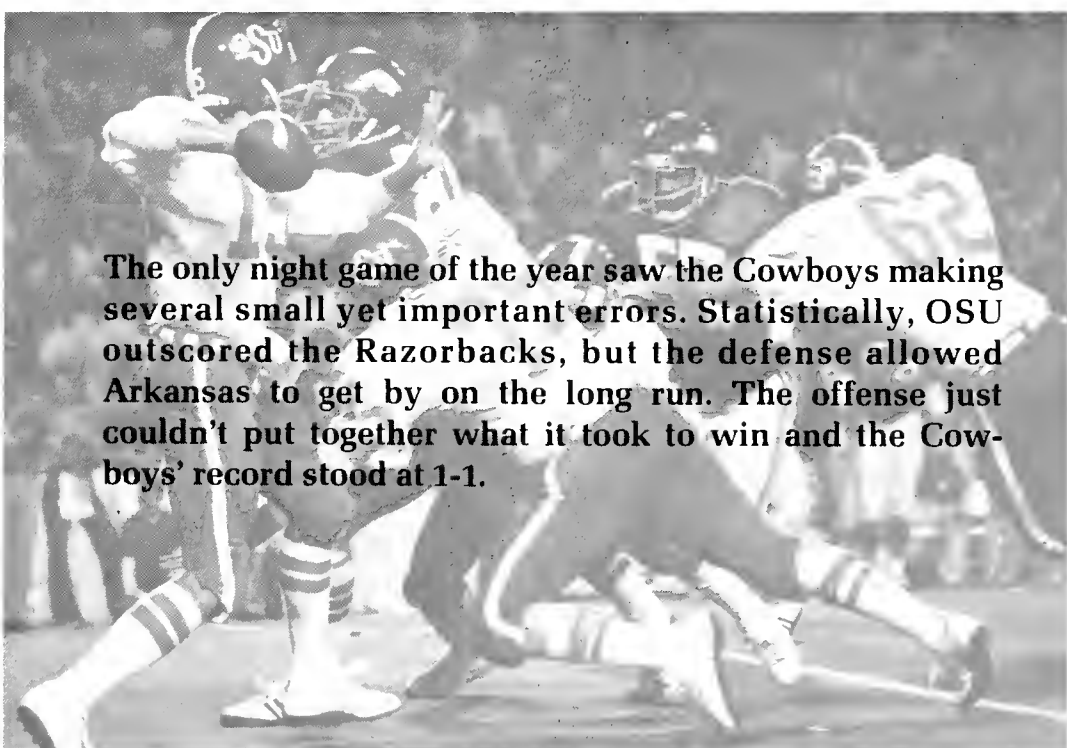 OSU
The only night game of the year saw the Cowboys making
several small yet important errors. Statistically, OSU
outscored the Razorbacks, but the defense allowed
Arkansas to get by on the long run. The offense just
couldn't put together what it took to win and the Cow-
boys' record stood at 1-1.